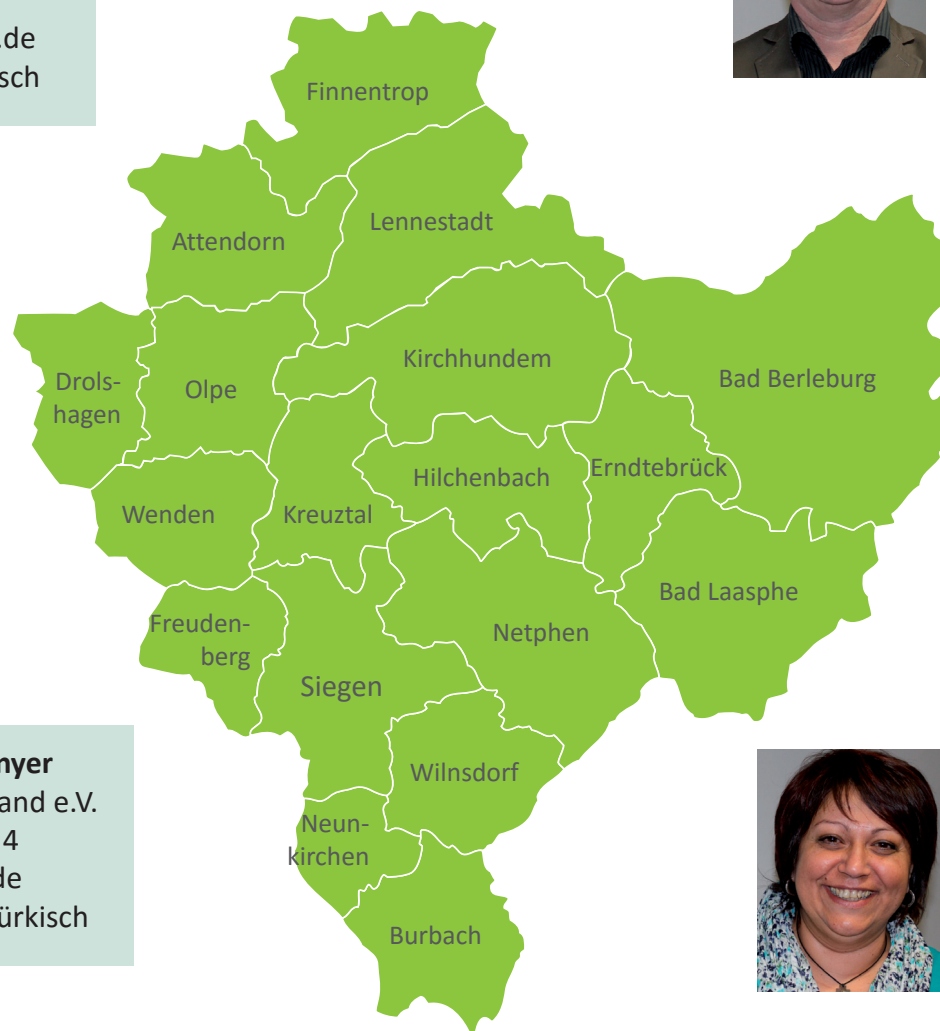 .de
sch
Finnentrop
Lennestadt
Attendorn
Kirchhundem
Bad Berleburg
Drols-
hagen
Olpe
Hilchenbach
Erndtebrück
Wenden
Kreuztal
Bad Laasphe
Freuden-
berg
Netphen
Siegen
nyer
and e.V.
4
de
ürkisch
Wilnsdorf
Neun-
kirchen
Burbach